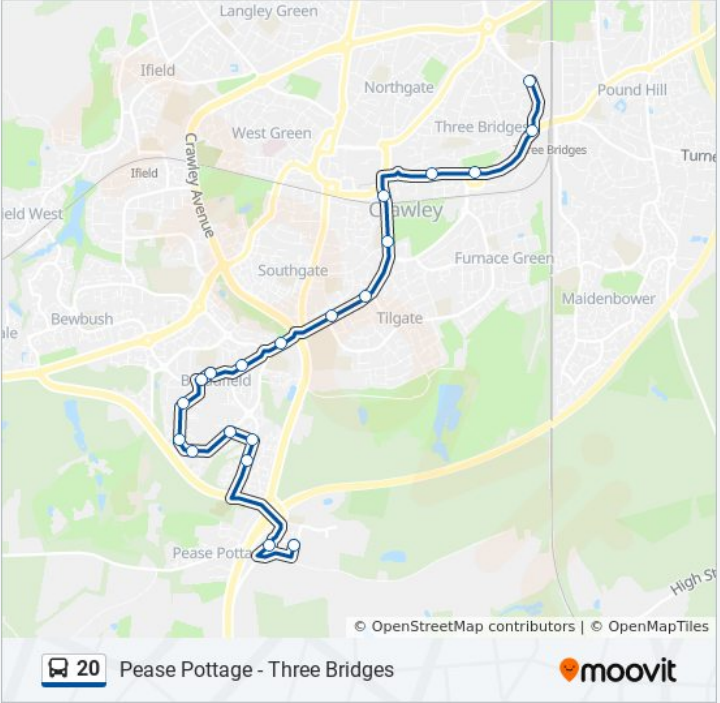 Langley Green
Ifield
Northgate
Pound Hill
West Green
Three Bridges
Three Bridges
Turne
Crawley Avenue
Ifield
ield West
Crawley
Southgate
Furnace Green
Maidenbower
Bewbush
ale
Tilgate
Pease Potta
High St
© OpenStreetMap contributors | © OpenMapTiles
20 Pease Pottage - Three Bridges
moovit